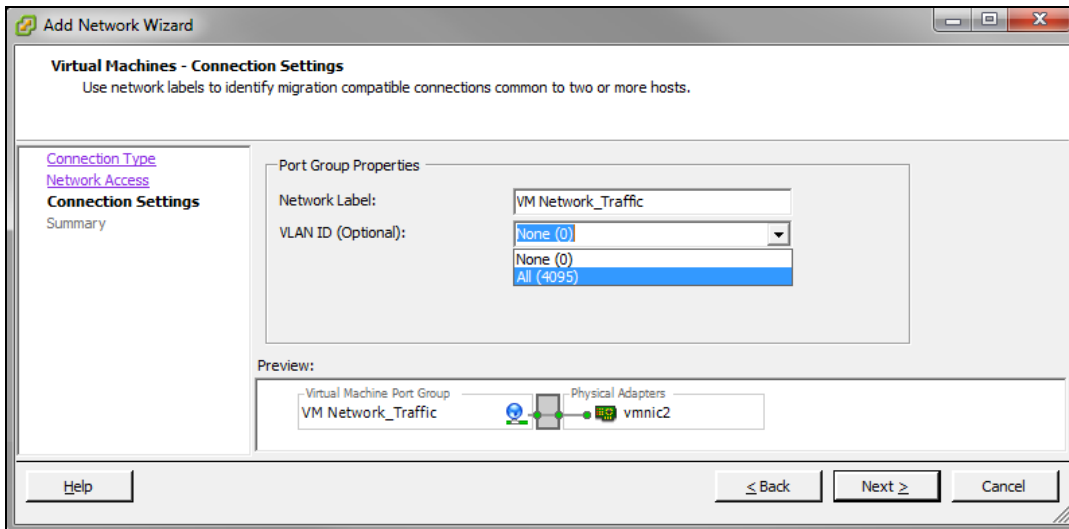 Add Network Wizard
Virtual Machines - Connection Settings
Use network labels to identify migration compatible connections common to two or more hosts.
Connection Type
Network Access
Connection Settings
Summary
Port Group Properties
Network Label:
VM Network_Traffic
VLAN ID (Optional):
None (0)
None (0)
All (4095)
Preview:
Virtual Machine Port Group
VM Network_Traffic
Physical Adapters
vmnic2
Help
< Back
Next >
Cancel